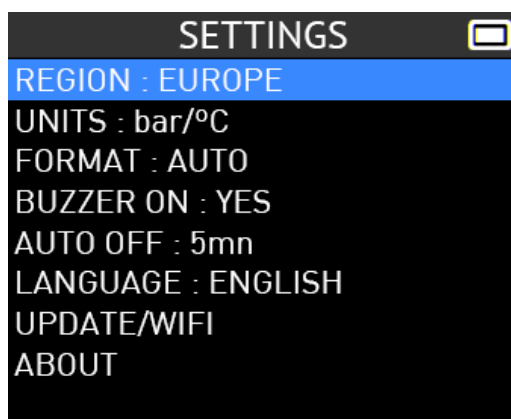 SETTINGS
REGION : EUROPE
UNITS : bar/ºC
FORMAT : AUTO
BUZZER ON : YES
AUTO OFF : 5mn
LANGUAGE : ENGLISH
UPDATE/WIFI
ABOUT